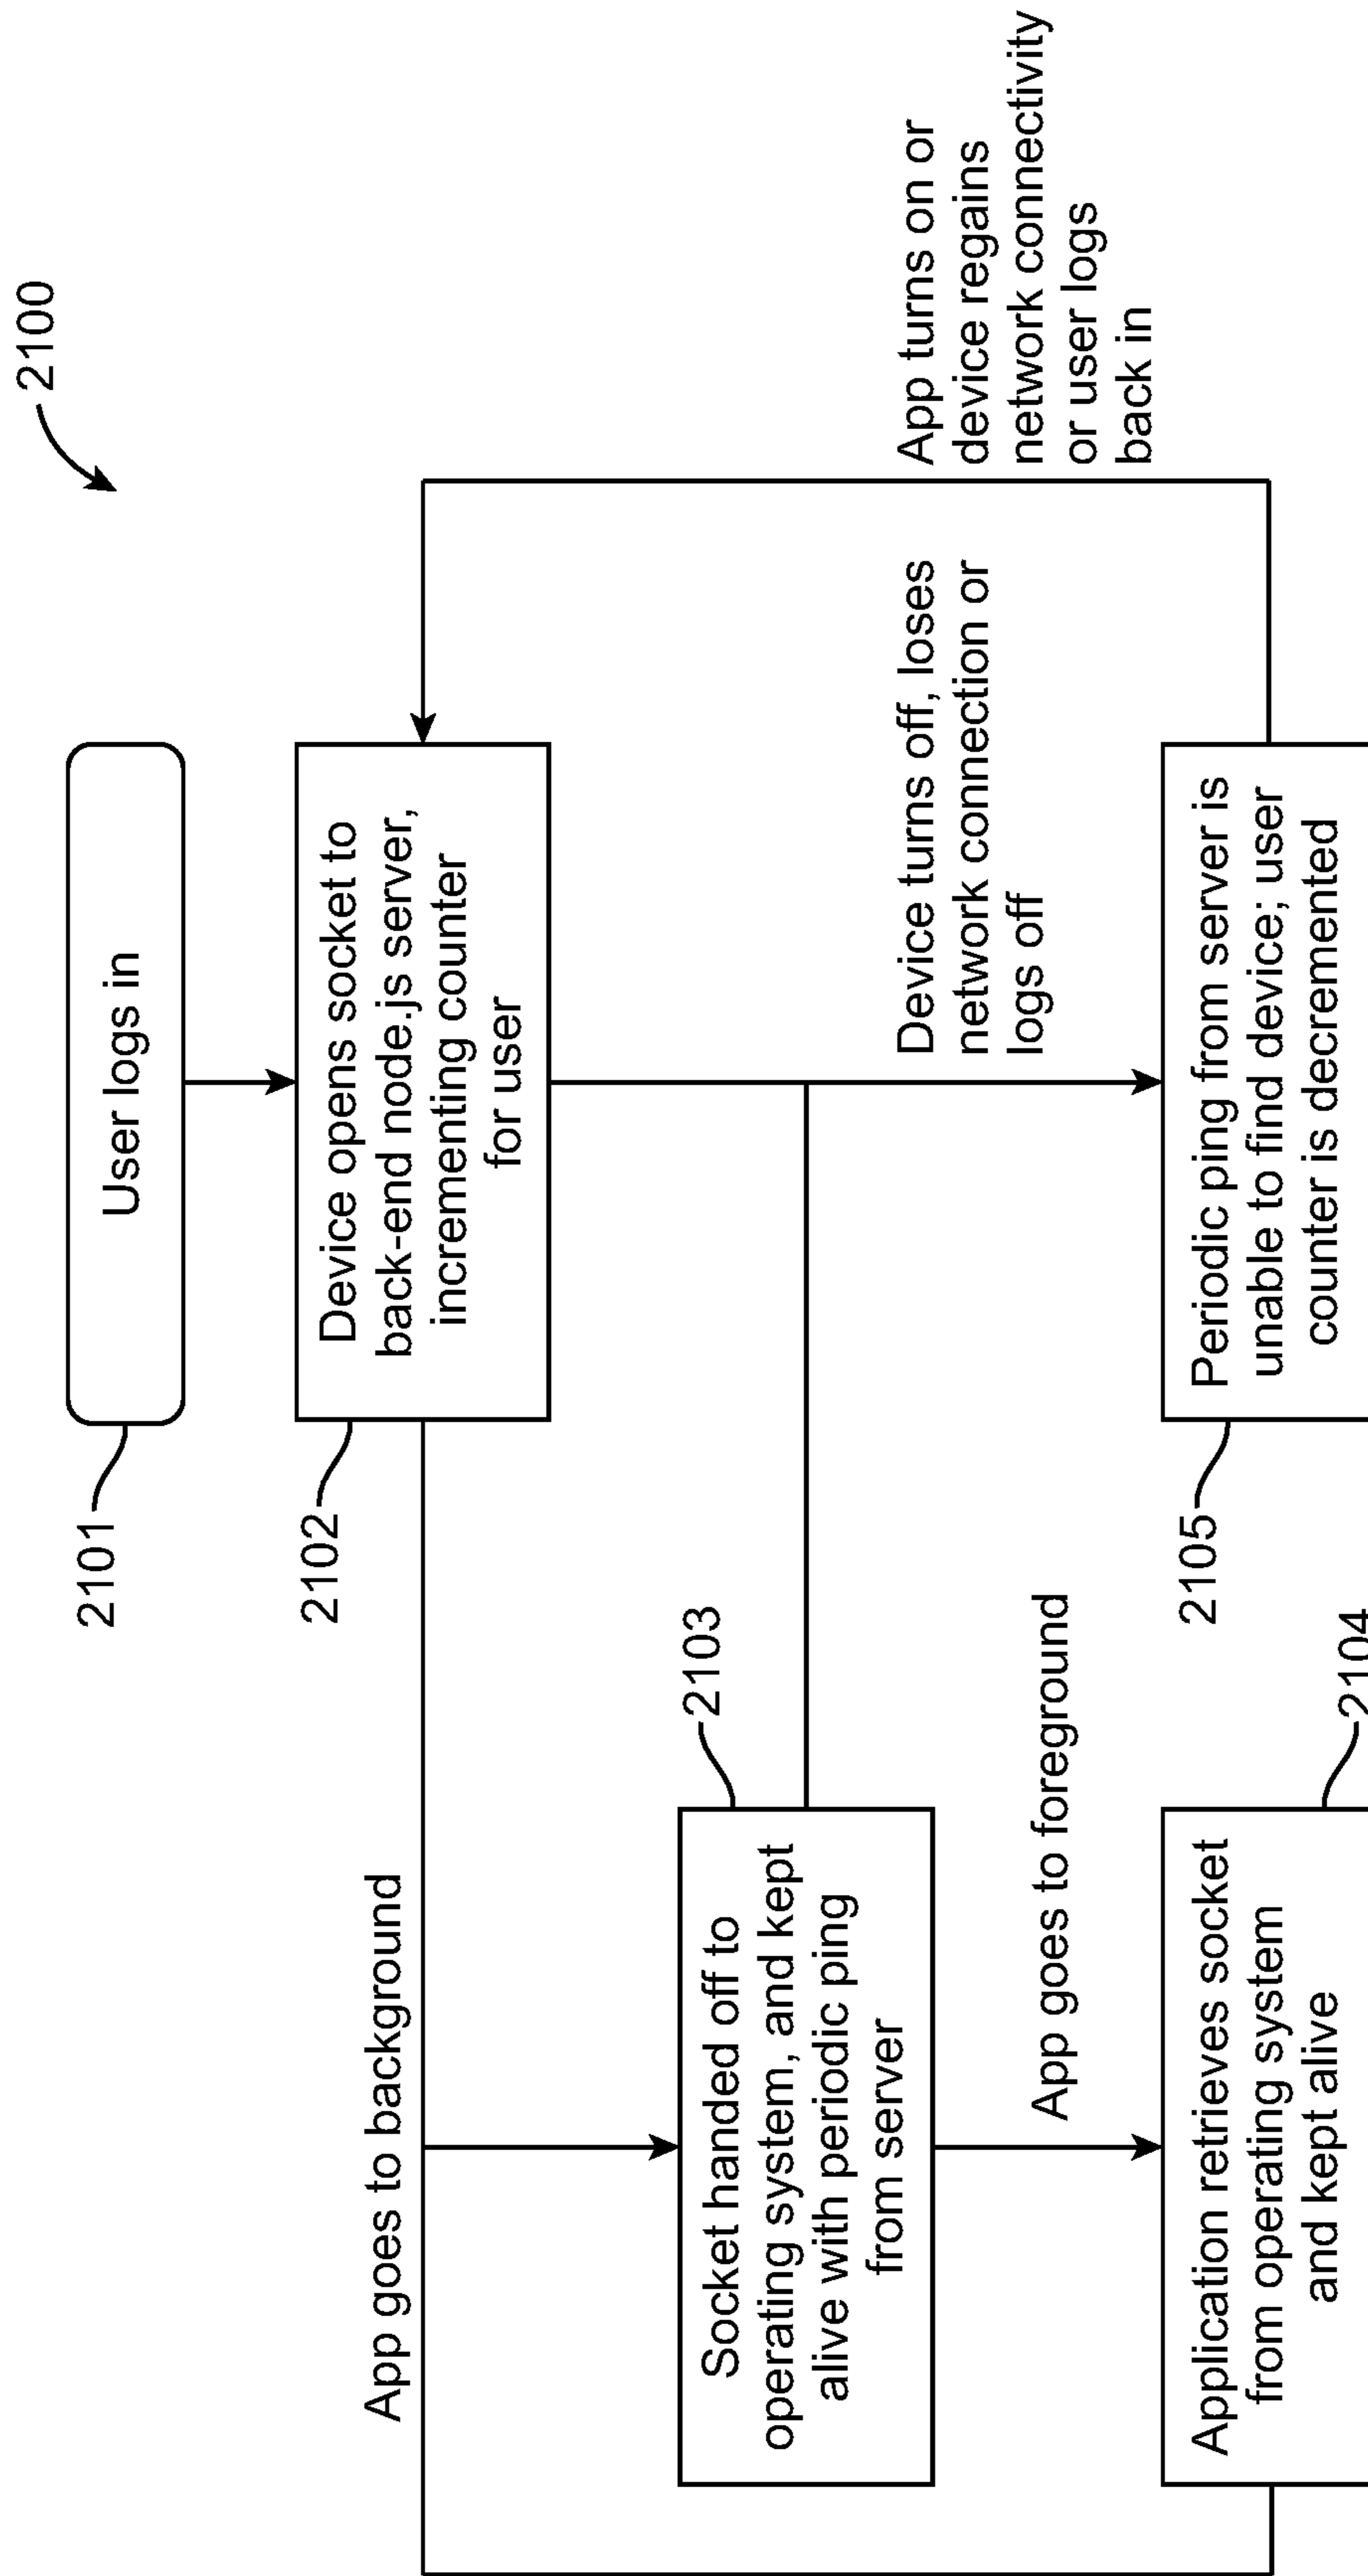 2100
2101
User logs in
2102
Device opens socket to
back-end node.js server,
incrementing counter
for user
App goes to background
2103
Socket handed off to
operating system, and kept
alive with periodic ping
from server
Device turns off, loses
network connection or
logs off
App turns on or
device regains
network connectivity
or user logs
back in
App goes to foreground
2105
Periodic ping from server is
unable to find device; user
counter is decremented
2104
Application retrieves socket
from operating system
and kept alive